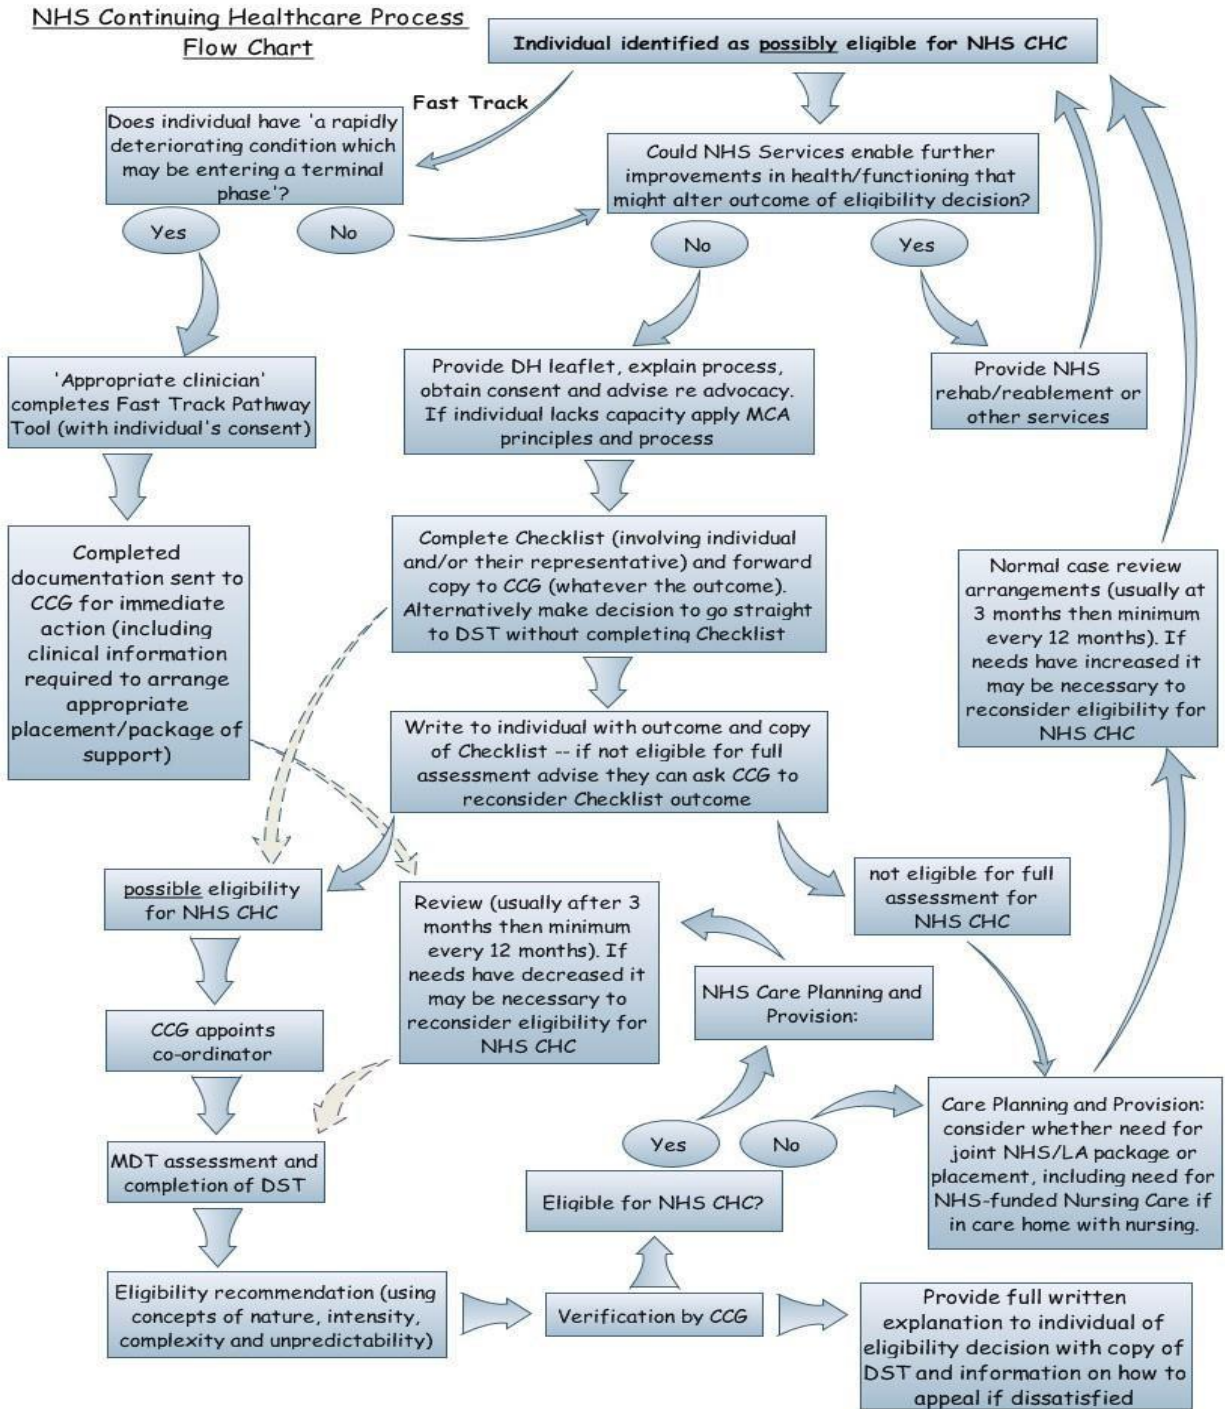 NHS Continuing Healthcare Process
Flow Chart
Individual identified as possibly eligible for NHS CHC
Fast Track
Does individual have 'a rapidly
deteriorating condition which
may be entering a terminal
phase'?
Yes
No
Could NHS Services enable further
improvements in health/functioning that
might alter outcome of eligibility decision?
No
Yes
'Appropriate clinician'
completes Fast Track Pathway
Tool (with individual's consent)
Provide DH leaflet, explain process,
obtain consent and advise re advocacy.
If individual lacks capacity apply MCA
principles and process
Provide NHS
rehab/reablement or
other services
Completed
documentation sent to
CCG for immediate
action (including
clinical information
required to arrange
appropriate
placement/package of
support)
Complete Checklist (involving individual
and/or their representative) and forward
copy to CCG (whatever the outcome).
Alternatively make decision to go straight
to DST without completing Checklist
Normal case review
arrangements (usually at
3 months then minimum
every 12 months). If
needs have increased it
may be necessary to
reconsider eligibility for
NHS CHC
Write to individual with outcome and copy
of Checklist -- if not eligible for full
assessment advise they can ask CCG to
reconsider Checklist outcome
possible eligibility
for NHS CHC
Review (usually after 3
months then minimum
every 12 months). If
needs have decreased it
may be necessary to
reconsider eligibility for
NHS CHC
not eligible for full
assessment for
NHS CHC
NHS Care Planning and
Provision:
CCG appoints
co-ordinator
Yes
No
Care Planning and Provision:
consider whether need for
joint NHS/LA package or
placement, including need for
NHS-funded Nursing Care if
in care home with nursing.
MDT assessment and
completion of DST
Eligible for NHS CHC?
Eligibility recommendation (using
concepts of nature, intensity,
complexity and unpredictability)
Verification by CCG
Provide full written
explanation to individual of
eligibility decision with copy of
DST and information on how to
appeal if dissatisfied